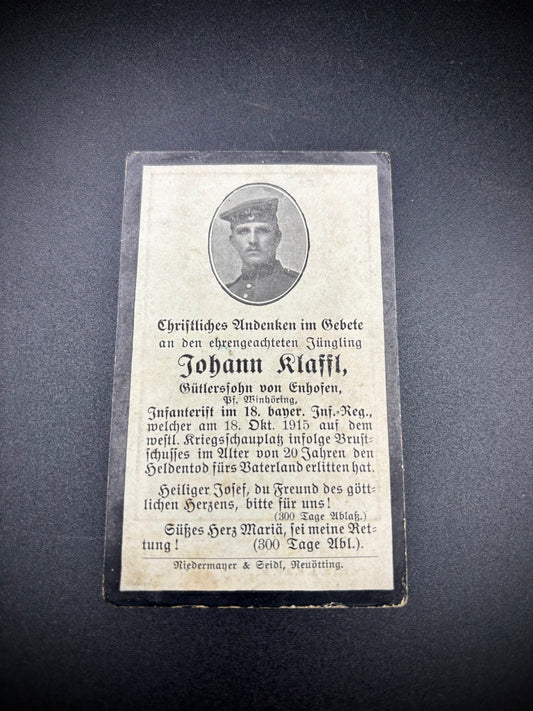 Christliches Andenken im Gebete
an den ehrengeachteten Jüngling
Johann Klaffl,
Gütlerssohn von Enhofen,
Pf. Winhöring,
Infanterist im 18. bayer. Inf.-Reg.,
welcher am 18. Okt. 1915 auf dem
westl. Kriegsschauplatz infolge Brust-
schusses im Alter von 20 Jahren den
Heldentod fürs Vaterland erlitten hat.
Heiliger Josef, du Freund des gött-
lichen Herzens, bitte für uns!
(300 Tage Ablaß.)
Süßes Herz Mariä, sei meine Ret-
tung! (300 Tage Abl.).
Niedermayer & Seidl, Neuötting.